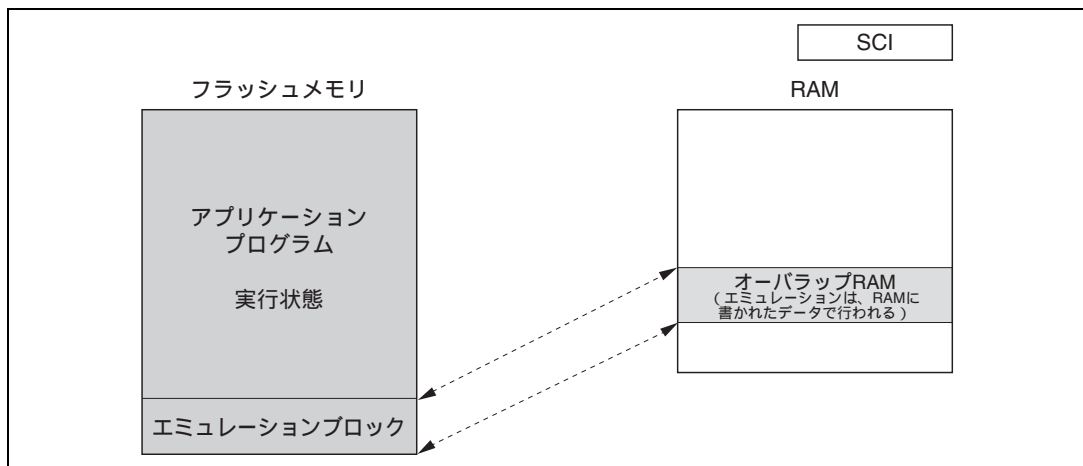 SCI
フラッシュメモリ
RAM
アプリケーション
プログラム
実行状態
オーバラップRAM
（エミュレーションは、RAMに
書かれたデータで行われる）
エミュレーションブロック